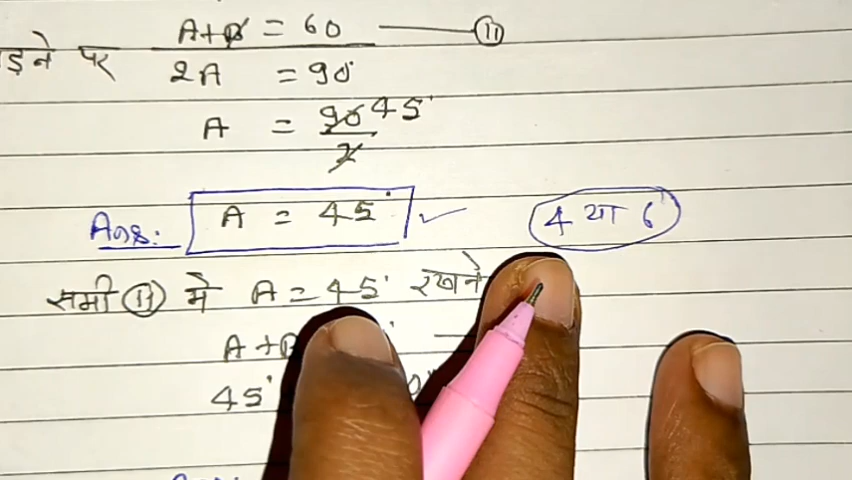 A+B = 60 —— (11)
ड़ने पर 2A = 90°
A = 90 45°
2
Ans: A = 45° ✓ 4 या 6
समी (11) मे A = 45° रखने
A +
45°